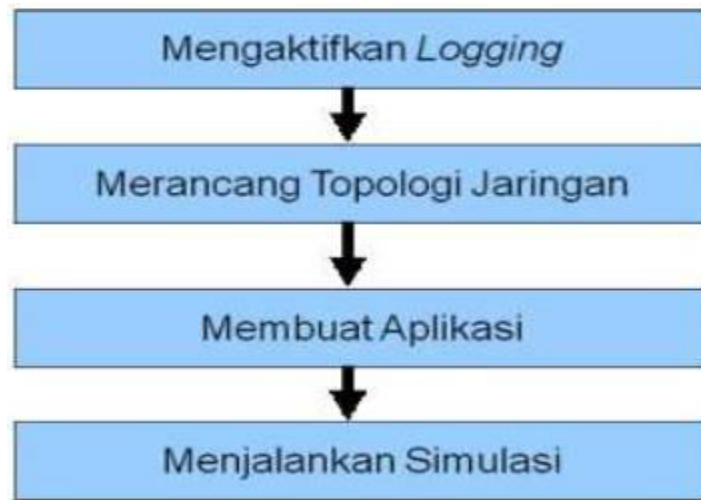 Mengaktifkan Logging
Merancang Topologi Jaringan
Membuat Aplikasi
Menjalankan Simulasi